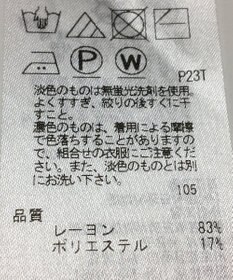 P W P23T
淡色のものは無蛍光洗剤を使用。
よくすすぎ、絞りの後すぐに干
すこと。
濃色のものは、着用による摩擦
で色落ちすることがありますの
で、組合せの衣服にご注意くださ
い。また、淡色のものとは別
にお洗い下さい。
105
品質
レーヨン 83%
ポリエステル 17%